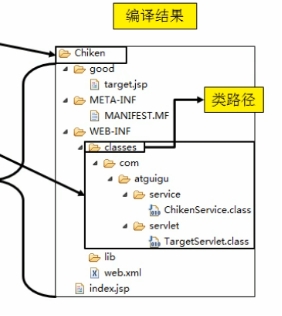 编译结果
Chiken
good
target.jsp
META-INF
MANIFEST.MF
类路径
WEB-INF
classes
com
atguigu
service
ChikenService.class
servlet
TargetServlet.class
lib
web.xml
index.jsp